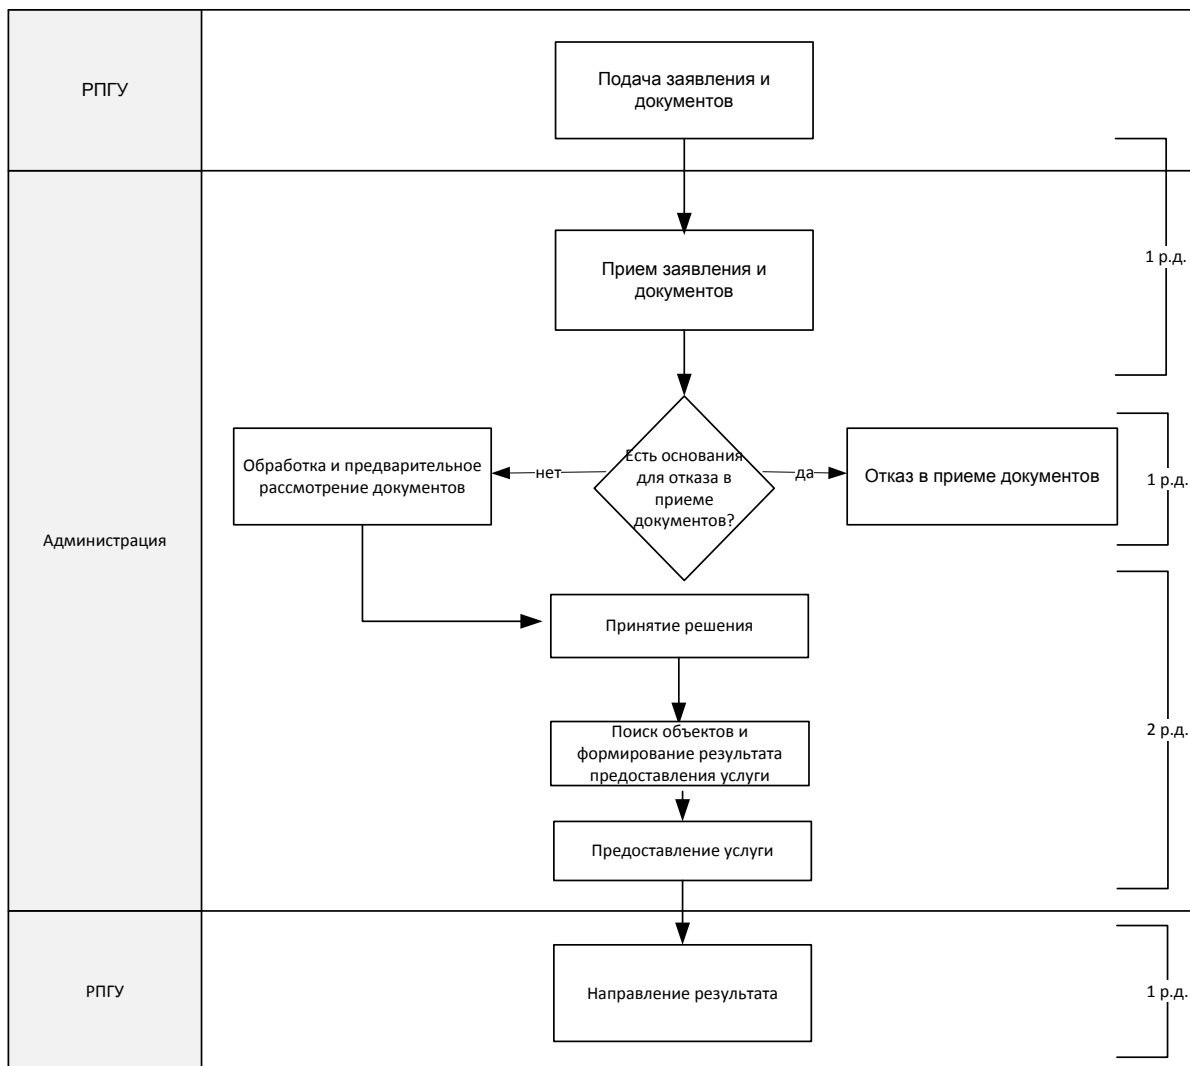 РПГУ
Подача заявления и
документов
Прием заявления и
документов
1 р.д.
Администрация
Обработка и предварительное
рассмотрение документов
нет
Есть основания
для отказа в
приеме
документов?
да
Отказ в приеме документов
1 р.д.
Принятие решения
Поиск объектов и
формирование результата
предоставления услуги
2 р.д.
Предоставление услуги
РПГУ
Направление результата
1 р.д.